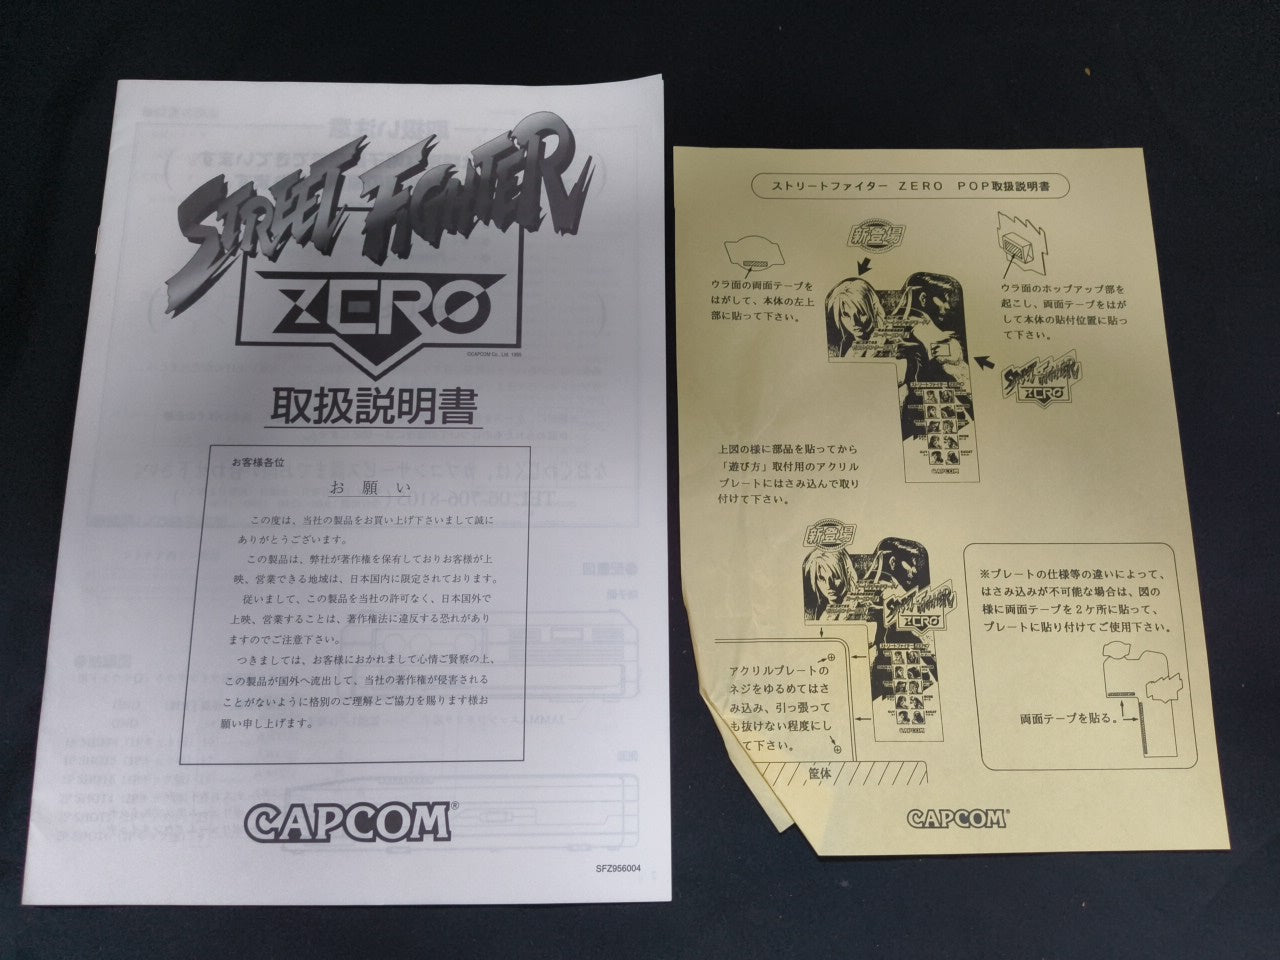 STREET FIGHTER
ZERO
©CAPCOM Co., Ltd. 1995
取扱説明書
お客様各位
お願い
この度は、当社の製品をお買い上げ下さいまして誠に
ありがとうございます。
この製品は、弊社が著作権を保有しておりお客様が上
映、営業できる地域は、日本国内に限定されております。
従いまして、この製品を当社の許可なく、日本国外で
上映、営業することは、著作権法に違反する恐れがあり
ますのでご注意下さい。
つきましては、お客様におかれまして心情ご賢察の上、
この製品が国外へ流出して、当社の著作権が侵害される
ことがないように格別のご理解とご協力を賜ります様お
願い申し上げます。
CAPCOM®
SFZ956004
ストリートファイター ZERO POP取扱説明書
新登場
ウラ面の両面テープを
はがして、本体の左上
部に貼って下さい。
ウラ面のホップアップ部を
起こし、両面テープをはが
して本体の貼付位置に貼っ
て下さい。
STREET FIGHTER
ZERO
ストリートファイター ZERO
CAPCOM
上図の様に部品を貼ってから
「遊び方」取付用のアクリル
プレートにはさみ込んで取り
付けて下さい。
新登場
STREET FIGHTER
ZERO
ストリートファイター ZERO
CAPCOM
アクリルプレートの
ネジをゆるめてはさ
み込み、引っ張って
も抜けない程度にし
て下さい。
筐体
※プレートの仕様等の違いによって、
はさみ込みが不可能な場合は、図の
様に両面テープを2ケ所に貼って、
プレートに貼り付けてご使用下さい。
両面テープを貼る。
CAPCOM®